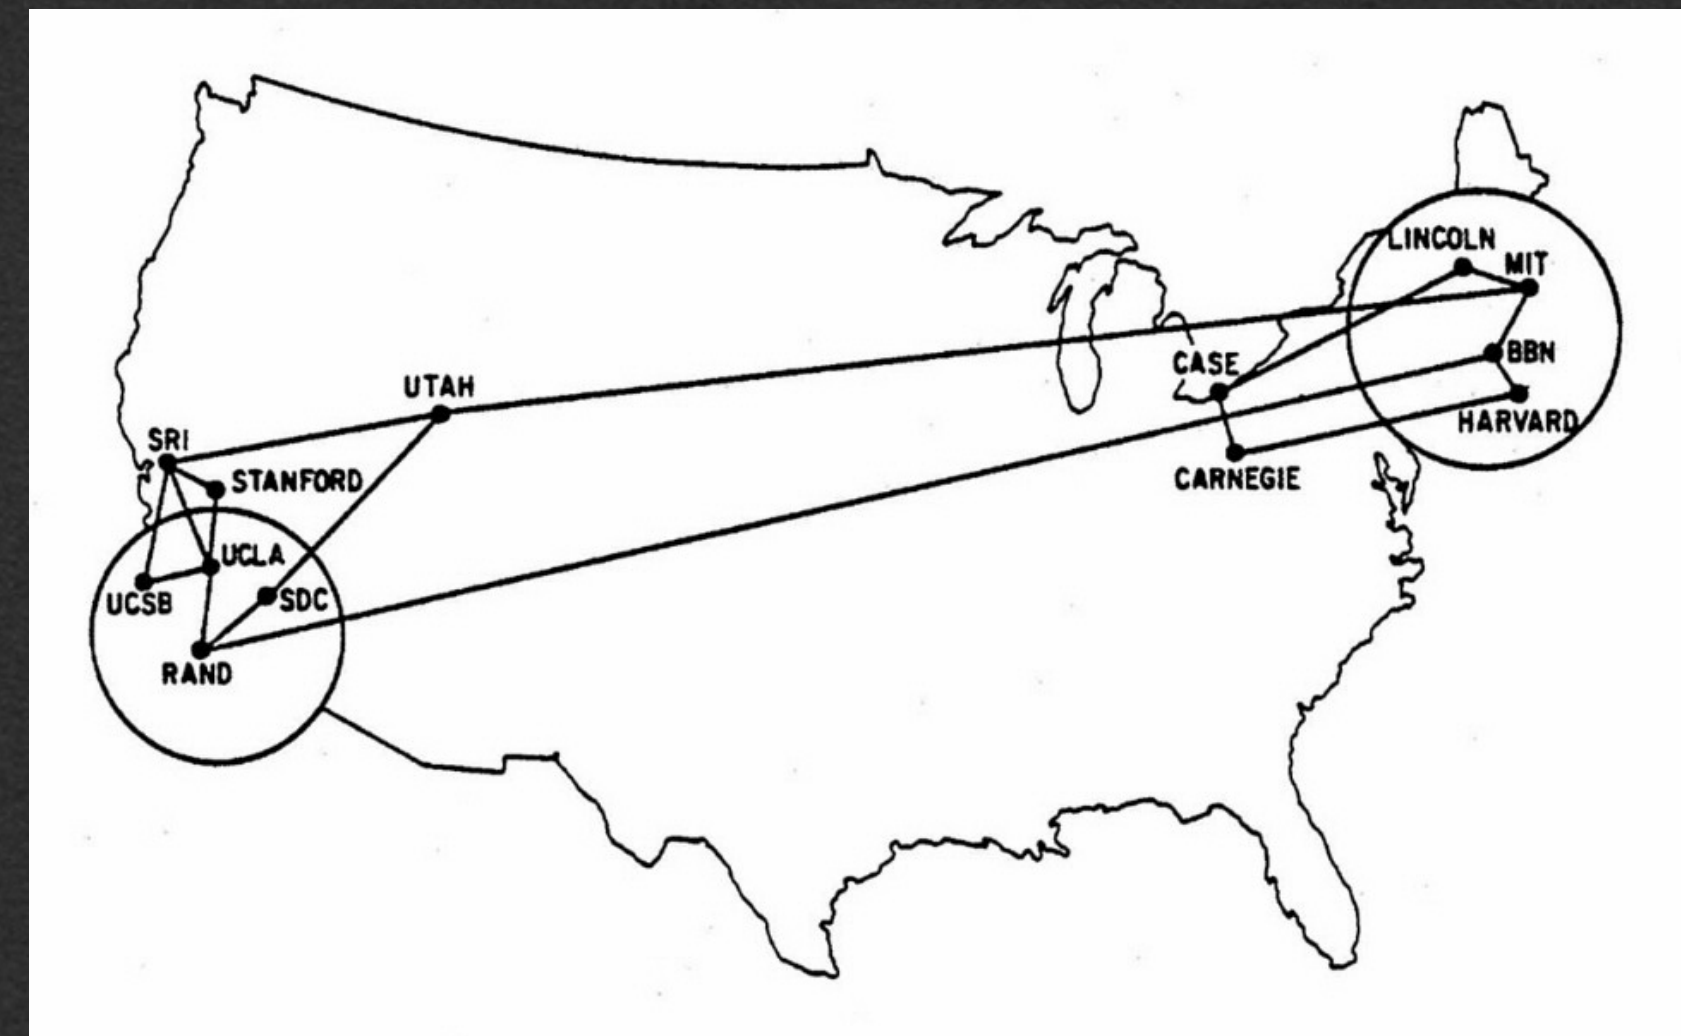 LINCOLN
MIT
CASE
BBN
UTAH
HARVARD
SRI
STANFORD
CARNEGIE
UCLA
UCSB
SDC
RAND